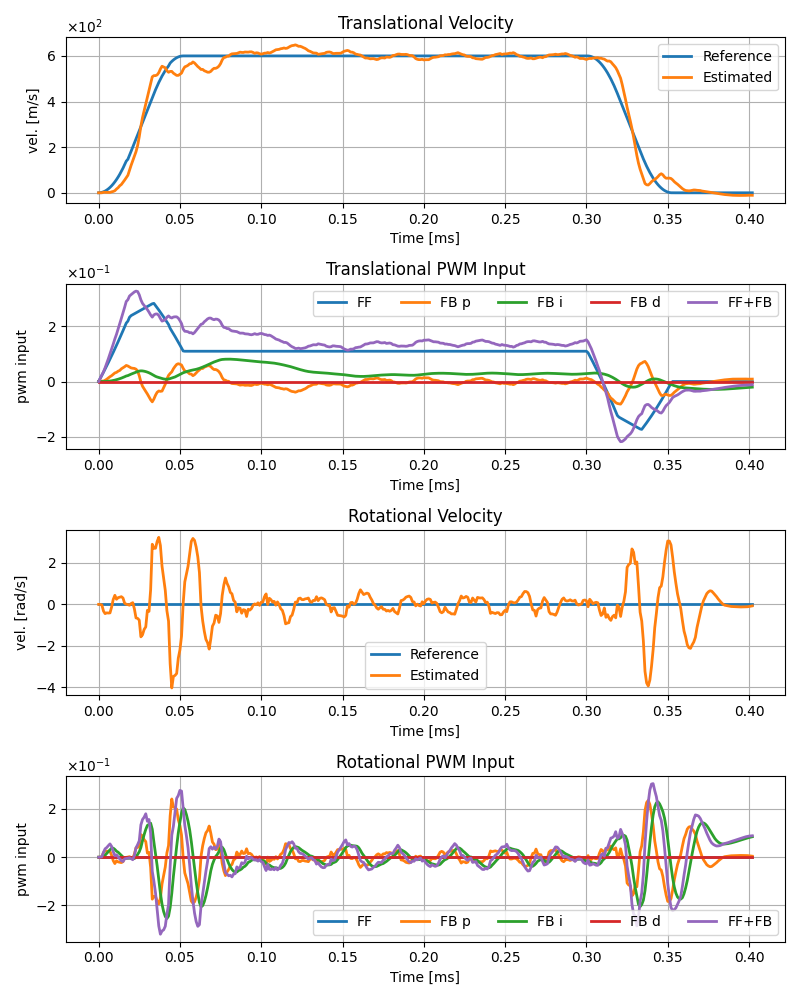 Translational Velocity
×10²
6
4
2
0
vel. [m/s]
Reference
Estimated
0.00 0.05 0.10 0.15 0.20 0.25 0.30 0.35 0.40
Time [ms]
Translational PWM Input
×10⁻¹
FF FB p FB i FB d FF+FB
2
0
−2
pwm input
0.00 0.05 0.10 0.15 0.20 0.25 0.30 0.35 0.40
Time [ms]
Rotational Velocity
2
0
−2
−4
vel. [rad/s]
Reference
Estimated
0.00 0.05 0.10 0.15 0.20 0.25 0.30 0.35 0.40
Time [ms]
Rotational PWM Input
×10⁻¹
2
0
−2
pwm input
FF FB p FB i FB d FF+FB
0.00 0.05 0.10 0.15 0.20 0.25 0.30 0.35 0.40
Time [ms]